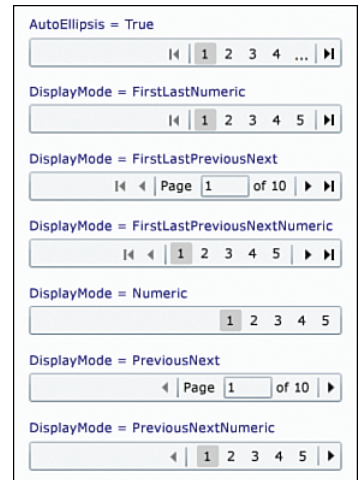 AutoEllipsis = True
1 2 3 4 ...
DisplayMode = FirstLastNumeric
1 2 3 4 5
DisplayMode = FirstLastPreviousNext
Page 1 of 10
DisplayMode = FirstLastPreviousNextNumeric
1 2 3 4 5
DisplayMode = Numeric
1 2 3 4 5
DisplayMode = PreviousNext
Page 1 of 10
DisplayMode = PreviousNextNumeric
1 2 3 4 5